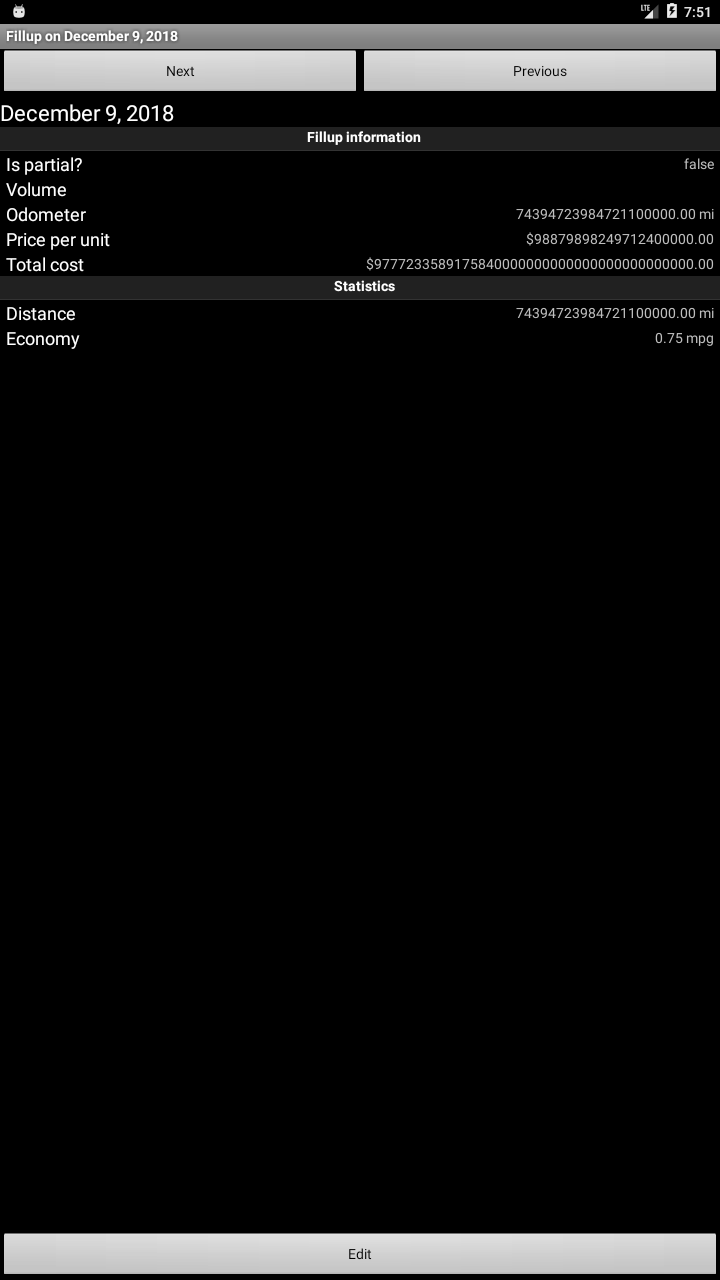 LTE 7:51
Fillup on December 9, 2018
Next Previous
December 9, 2018
Fillup information
Is partial? false
Volume
Odometer 74394723984721100000.00 mi
Price per unit $98879898249712400000.00
Total cost $9777233589175840000000000000000000000000.00
Statistics
Distance 74394723984721100000.00 mi
Economy 0.75 mpg
Edit